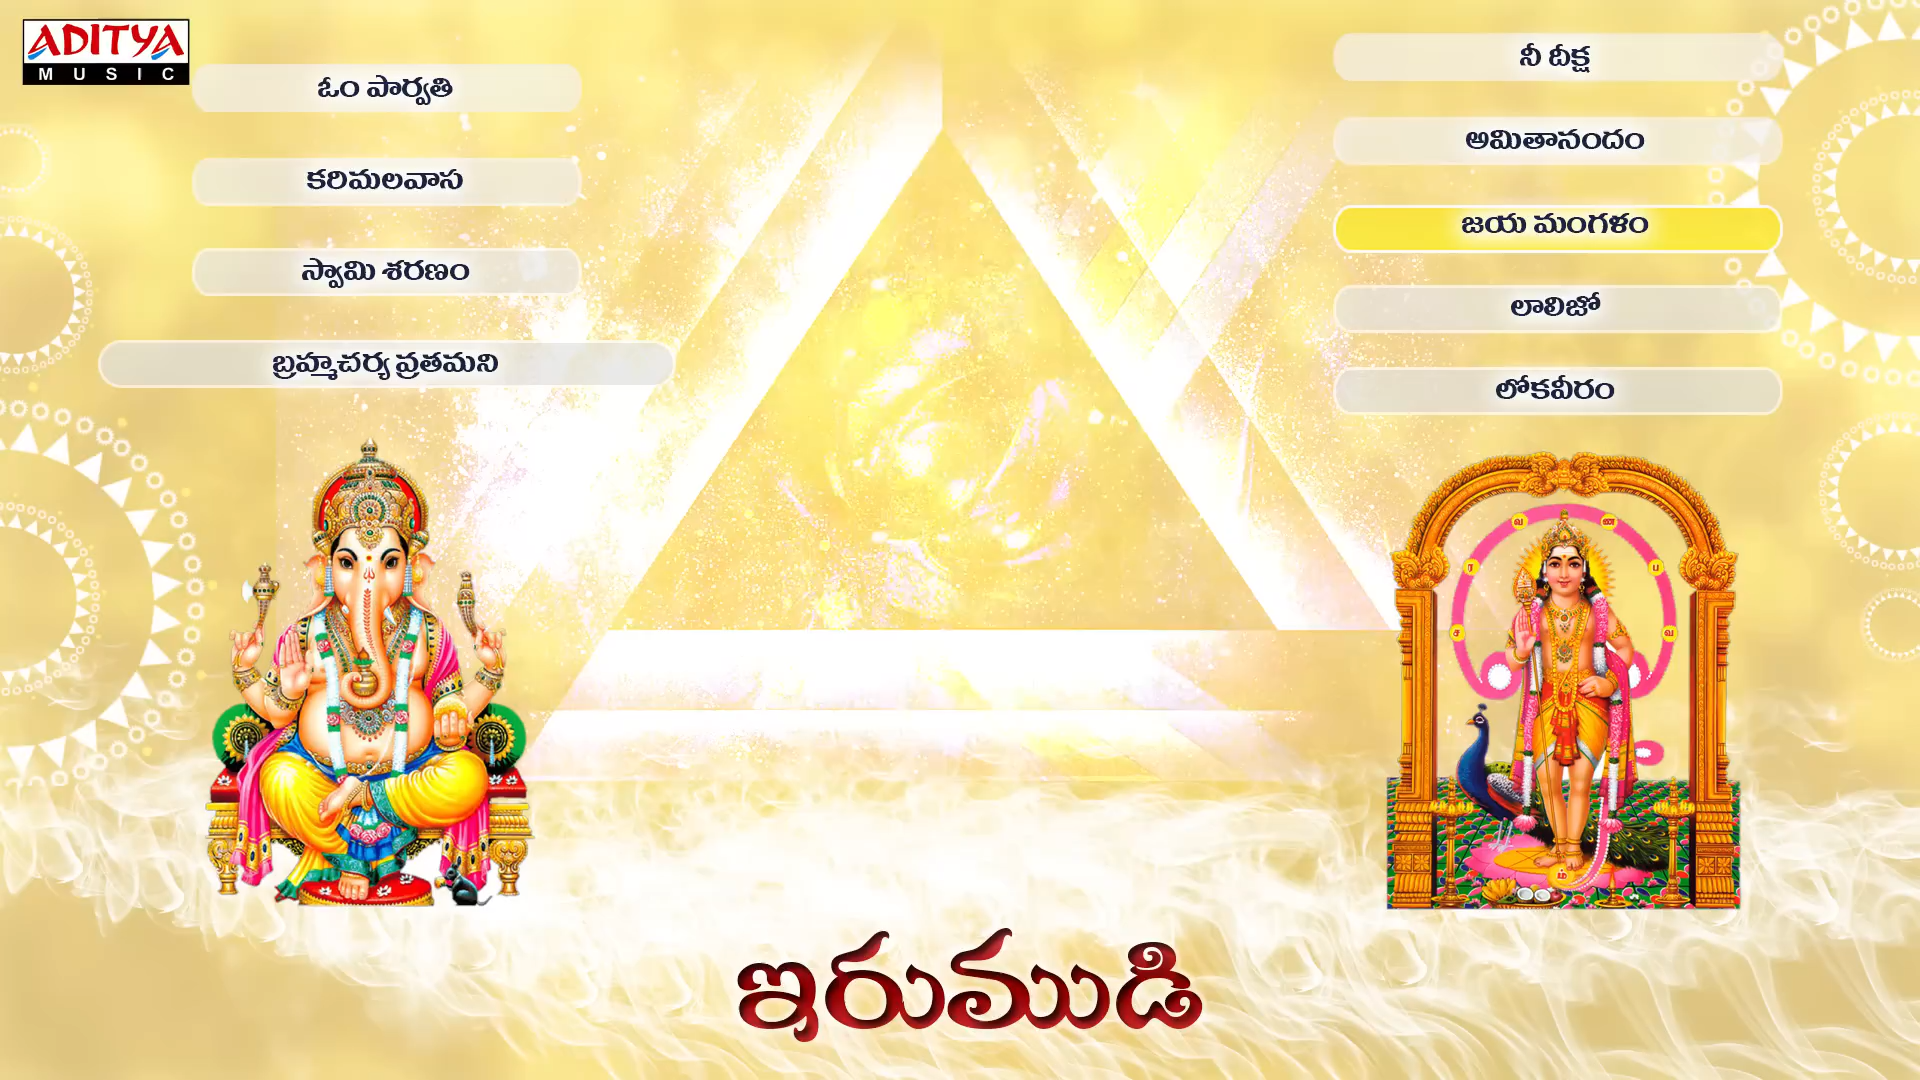 ADITYA
MUSIC
ఓం పార్వతి
కరిమలవాస
స్వామి శరణం
బ్రహ్మచర్య వ్రతమని
నీ దీక్ష
అమితానందం
జయ మంగళం
లాలిజో
లోకవీరం
வ ண
ர ப
ச வ
ம்
ఇరుముడి